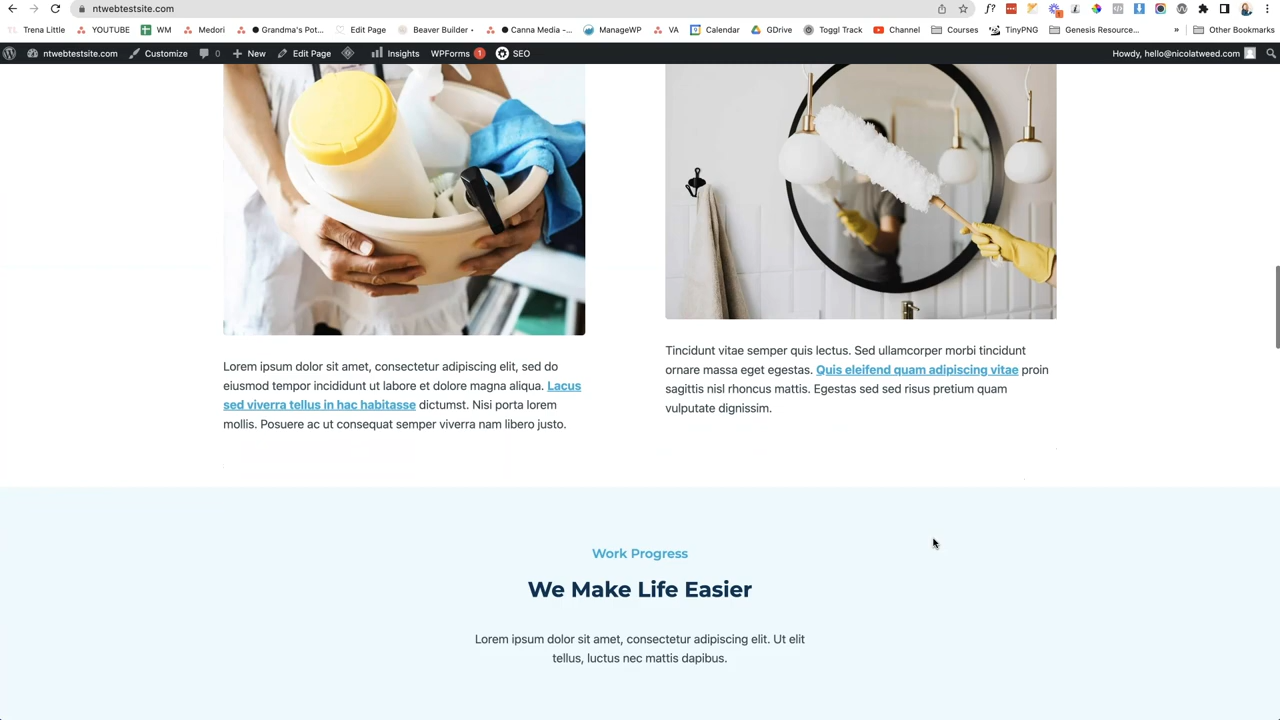 ntwebtestsite.com
Trena Little
YOUTUBE
WM
Medori
Grandma's Pot...
Edit Page
Beaver Builder
Canna Media -...
ManageWP
VA
Calendar
GDrive
Toggl Track
Channel
Courses
TinyPNG
Genesis Resource...
»
Other Bookmarks
ntwebtestsite.com
Customize
0
New
Edit Page
Insights
WPForms 1
SEO
Howdy, hello@nicolatweed.com
Lorem ipsum dolor sit amet, consectetur adipiscing elit, sed do
eiusmod tempor incididunt ut labore et dolore magna aliqua. Lacus
sed viverra tellus in hac habitasse dictumst. Nisi porta lorem
mollis. Posuere ac ut consequat semper viverra nam libero justo.
Tincidunt vitae semper quis lectus. Sed ullamcorper morbi tincidunt
ornare massa eget egestas. Quis eleifend quam adipiscing vitae proin
sagittis nisl rhoncus mattis. Egestas sed sed risus pretium quam
vulputate dignissim.
Work Progress
We Make Life Easier
Lorem ipsum dolor sit amet, consectetur adipiscing elit. Ut elit
tellus, luctus nec mattis dapibus.